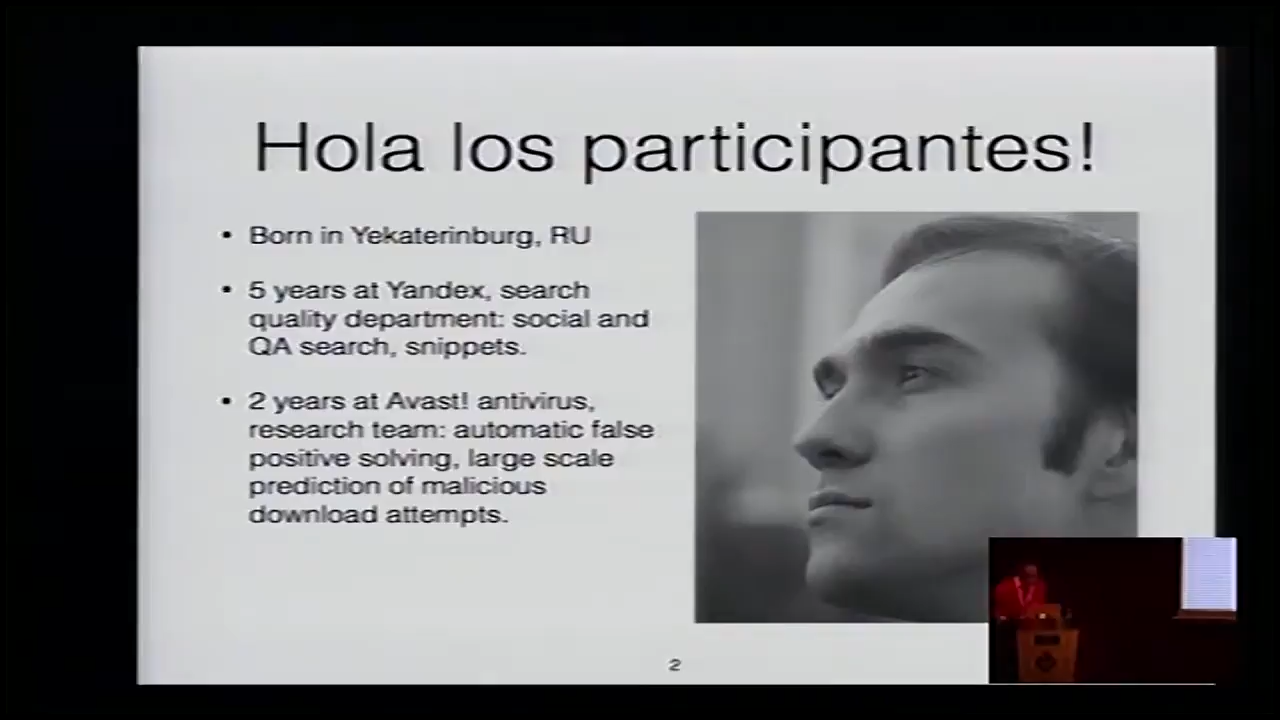 Hola los participantes!
• Born in Yekaterinburg, RU
• 5 years at Yandex, search
quality department: social and
QA search, snippets.
• 2 years at Avast! antivirus,
research team: automatic false
positive solving, large scale
prediction of malicious
download attempts.
2